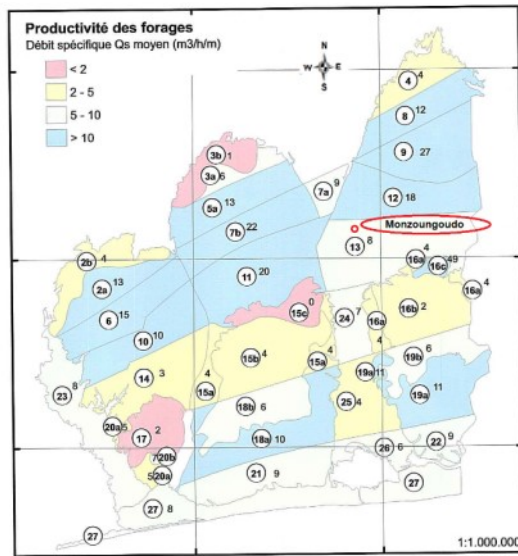 Productivité des forages
Débit spécifique Qs moyen (m3/h/m)
< 2
2 - 5
5 - 10
> 10
N
W E
S
4 4
8 12
9 27
12 18
3b 1
3a 6
7a 9
5a 13
7b 22
Monzoungoudo
13 8
2b 4
16a 4
16c 49
11 20
2a 13
16a 4
6 15
15c 0
24 7
16a
16b 2
10 10
4
15b 4
15a 4
19b 6
14 3
4
15a
19a 11
23 8
19a 11
18b 6
25 4
20a 5
17 2
18a 10
22 9
26 6
7 20b
5 20a
21 9
27
27 8
27
1:1.000.000